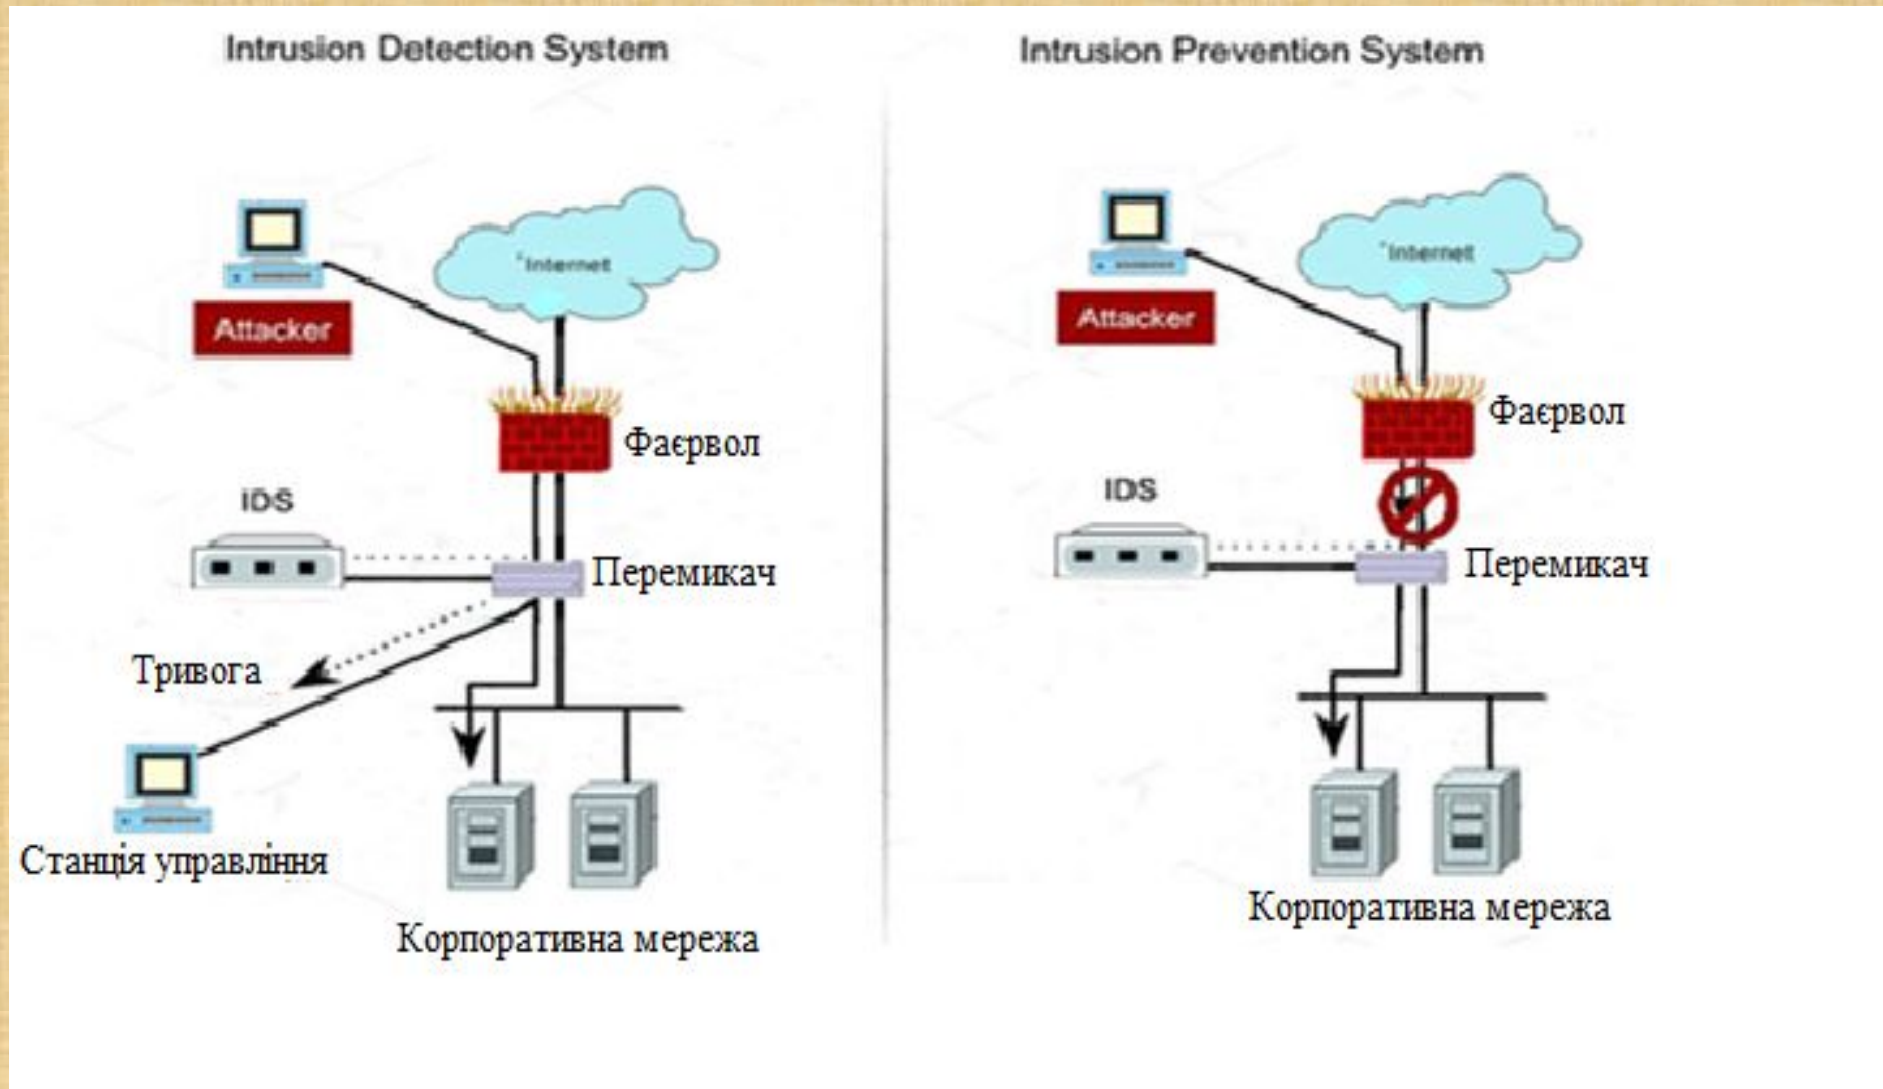 Intrusion Detection System
Internet
Attacker
Фаєрвол
IDS
Перемикач
Тривога
Станція управління
Корпоративна мережа
Intrusion Prevention System
Internet
Attacker
Фаєрвол
IDS
Перемикач
Корпоративна мережа